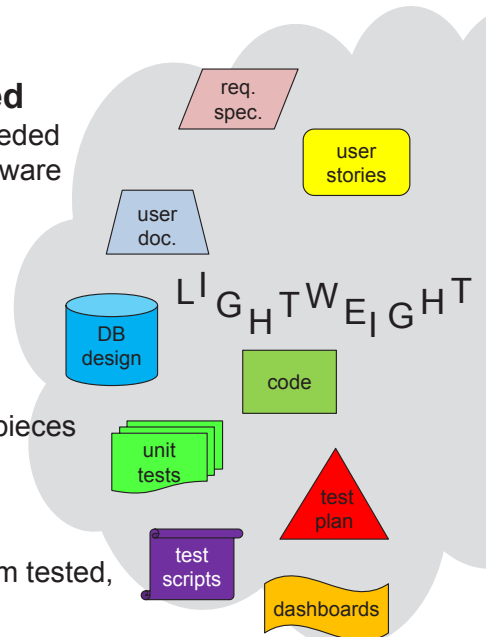 ed
req.
spec.
eded
ware
user
stories
user
doc.
LIGHTWEIGHT
DB
design
code
pieces
unit
tests
test
plan
test
scripts
m tested,
dashboards